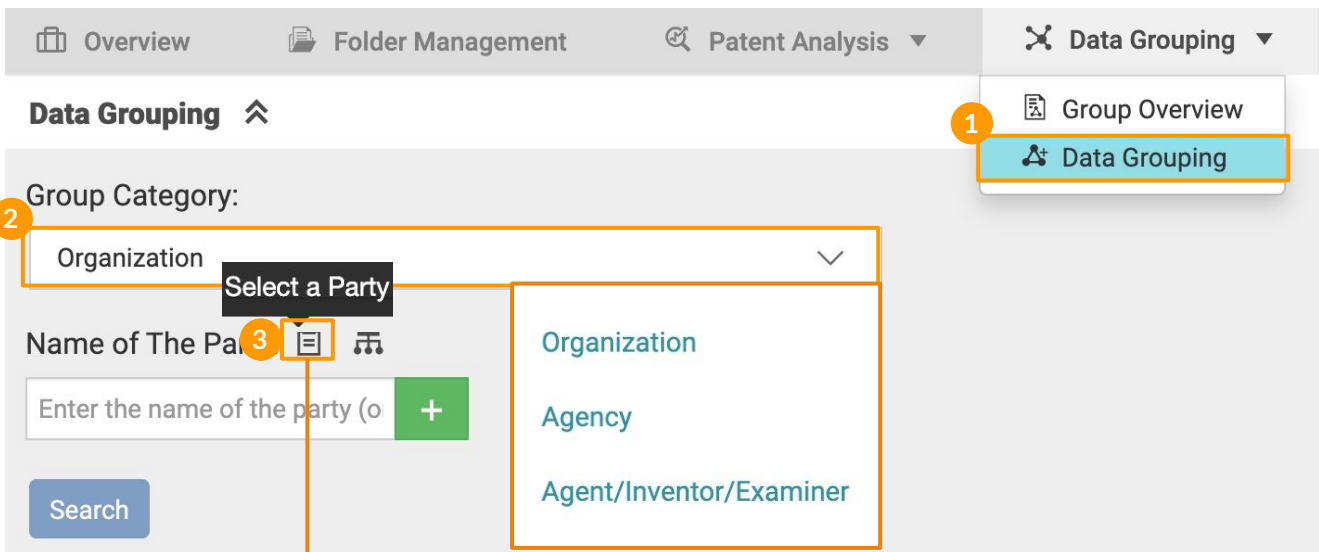 Overview
Folder Management
Patent Analysis
Data Grouping
Data Grouping
Group Overview
1
Data Grouping
Group Category:
2
Organization
Select a Party
Name of The Pa
3
Enter the name of the party (o
+
Search
Organization
Agency
Agent/Inventor/Examiner